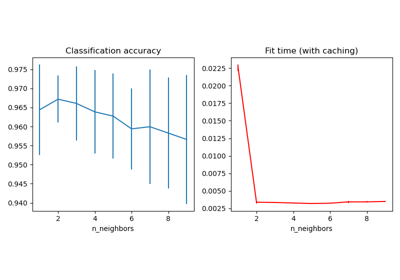 Classification accuracy
0.975
0.970
0.965
0.960
0.955
0.950
0.945
0.940
2 4 6 8
n_neighbors
Fit time (with caching)
0.0225
0.0200
0.0175
0.0150
0.0125
0.0100
0.0075
0.0050
0.0025
2 4 6 8
n_neighbors